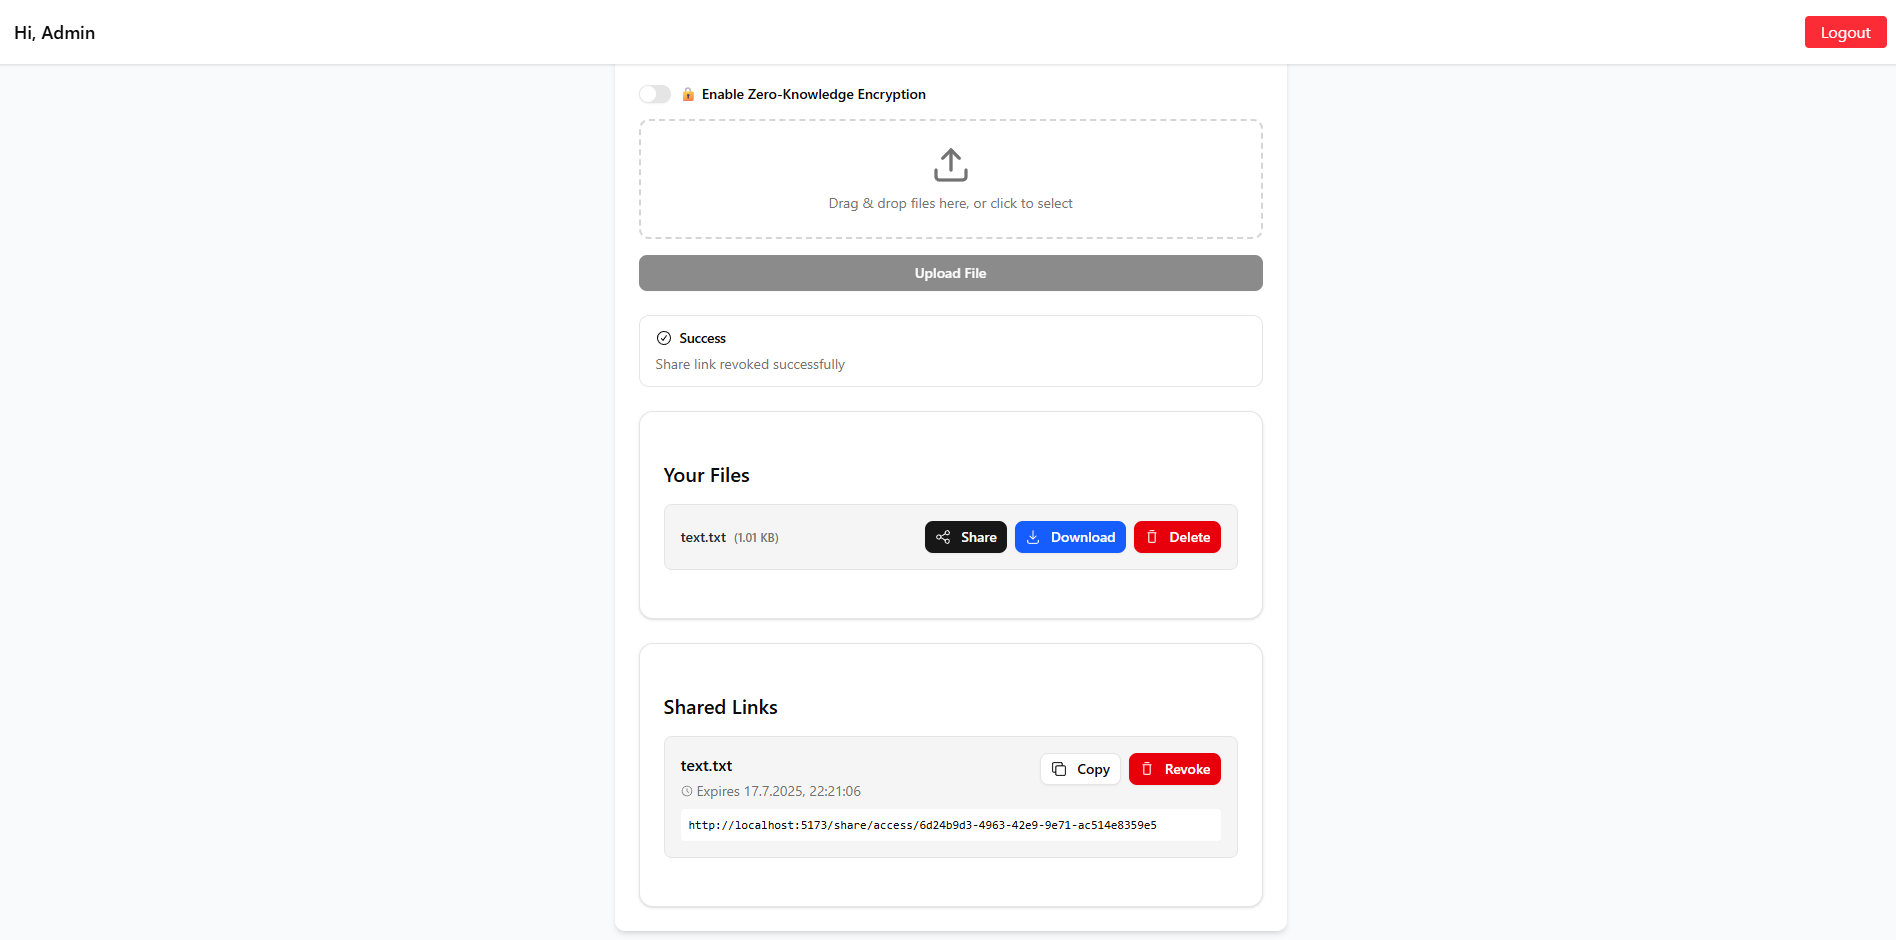 Hi, Admin
Logout
Enable Zero-Knowledge Encryption
Drag & drop files here, or click to select
Upload File
Success
Share link revoked successfully
Your Files
text.txt (1.01 KB)
Share
Download
Delete
Shared Links
text.txt
Copy
Revoke
Expires 17.7.2025, 22:21:06
http://localhost:5173/share/access/6d24b9d3-4963-42e9-9e71-ac514e8359e5